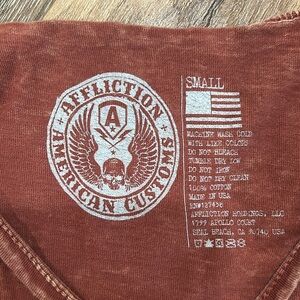 AFFLICTION
A
AMERICAN CUSTOMS
SMALL
MACHINE WASH COLD
WITH LIKE COLORS
DO NOT BLEACH
TUMBLE DRY LOW
DO NOT IRON
DO NOT DRY CLEAN
100% COTTON
MADE IN USA
RN#127458
AFFLICTION HOLDINGS, LLC
1799 APOLLO COURT
SEAL BEACH, CA 90740 USA